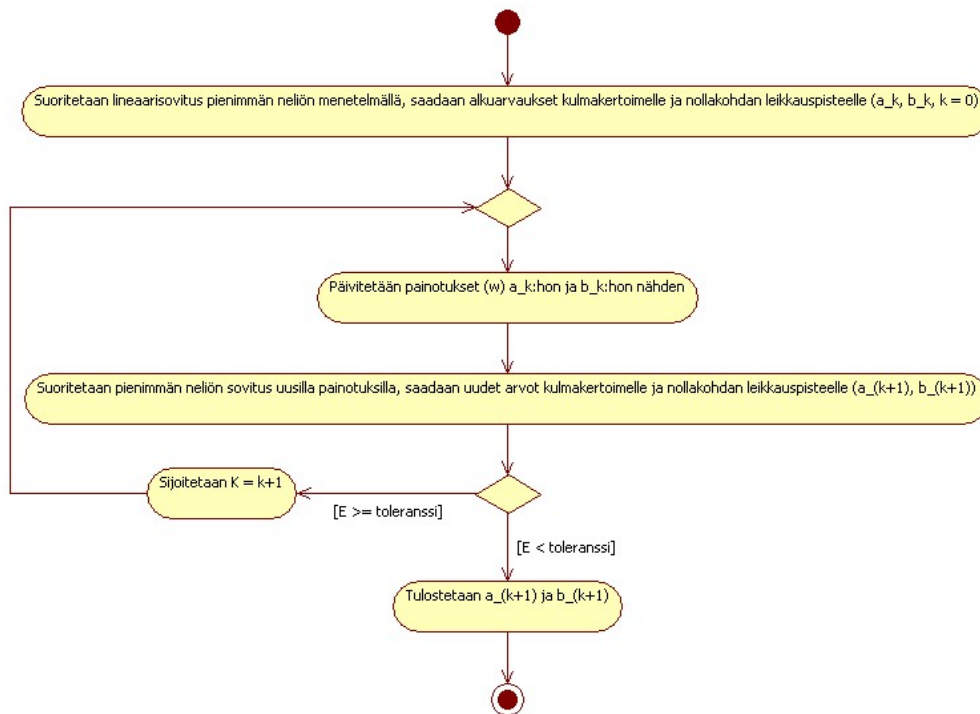 Suoritetaan lineaarisovitus pienimmän neliön menetelmällä, saadaan alkuarvaukset kulmakertoimelle ja nollakohdan leikkauspisteelle (a_k, b_k, k = 0)
Päivitetään painotukset (w) a_k:hon ja b_k:hon nähden
Suoritetaan pienimmän neliön sovitus uusilla painotuksilla, saadaan uudet arvot kulmakertoimelle ja nollakohdan leikkauspisteelle (a_(k+1), b_(k+1))
Sijoitetaan K = k+1
[E >= toleranssi]
[E < toleranssi]
Tulostetaan a_(k+1) ja b_(k+1)